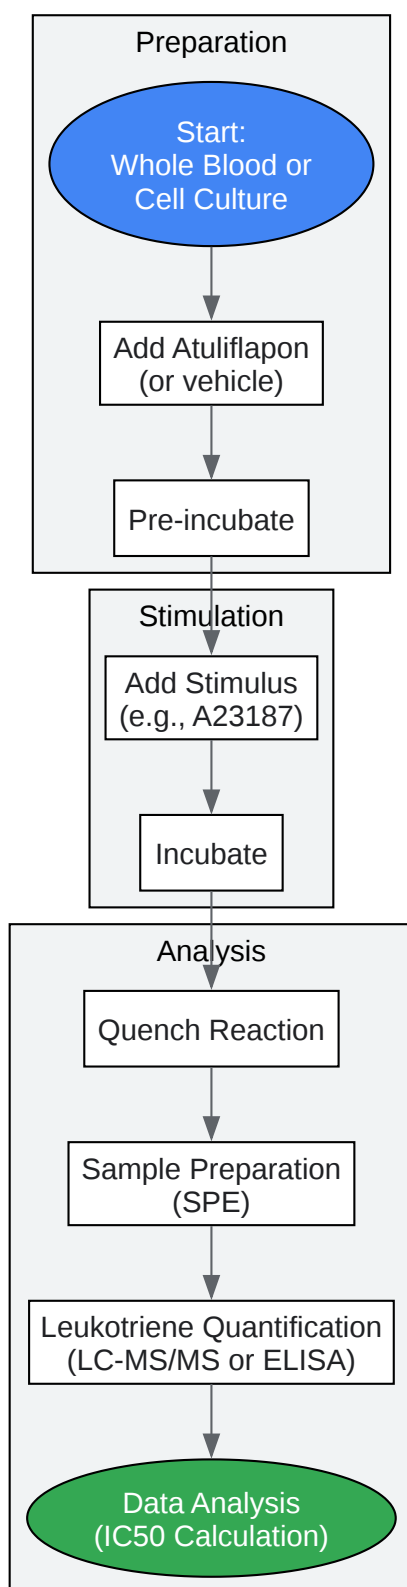 Preparation
Start:
Whole Blood or
Cell Culture
Add Atuliflapon
(or vehicle)
Pre-incubate
Stimulation
Add Stimulus
(e.g., A23187)
Incubate
Analysis
Quench Reaction
Sample Preparation
(SPE)
Leukotriene Quantification
(LC-MS/MS or ELISA)
Data Analysis
(IC50 Calculation)